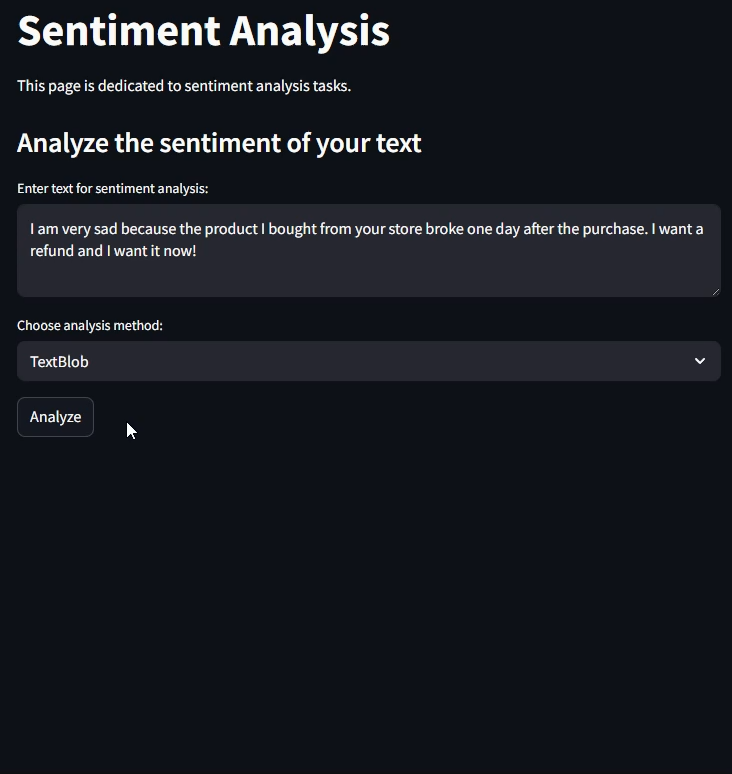 Sentiment Analysis
This page is dedicated to sentiment analysis tasks.
Analyze the sentiment of your text
Enter text for sentiment analysis:
I am very sad because the product I bought from your store broke one day after the purchase. I want a
refund and I want it now!
Choose analysis method:
TextBlob
Analyze